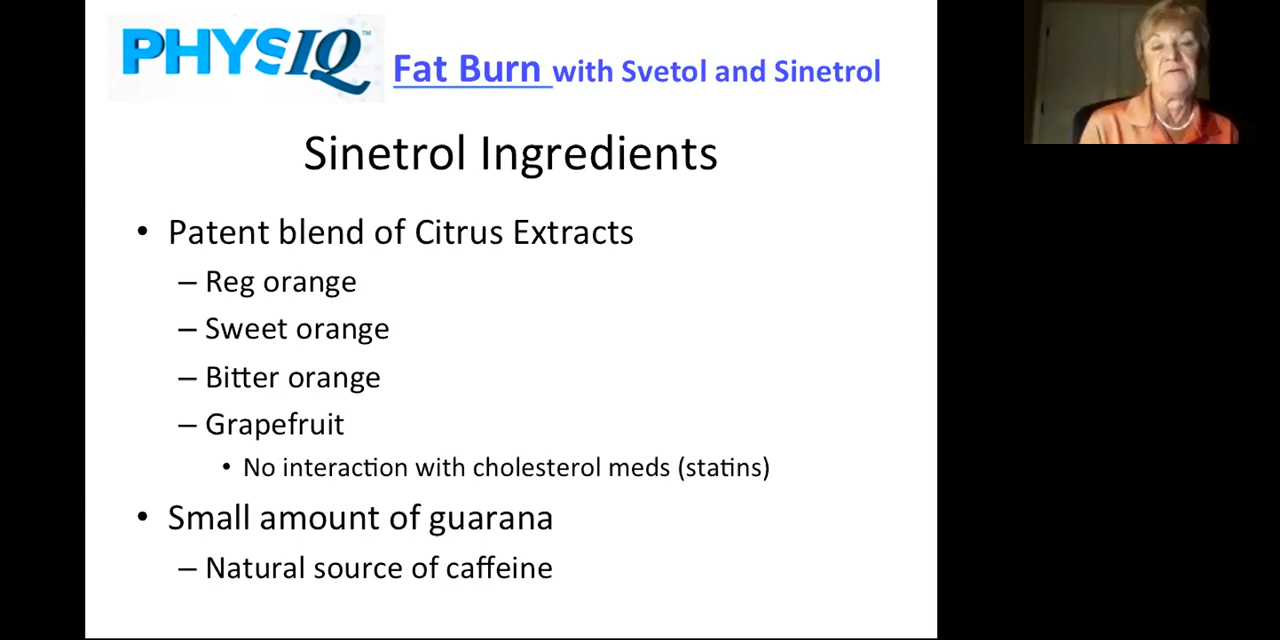 PHYSIQ™
Fat Burn with Svetol and Sinetrol
Sinetrol Ingredients
• Patent blend of Citrus Extracts
– Reg orange
– Sweet orange
– Bitter orange
– Grapefruit
• No interaction with cholesterol meds (statins)
• Small amount of guarana
– Natural source of caffeine